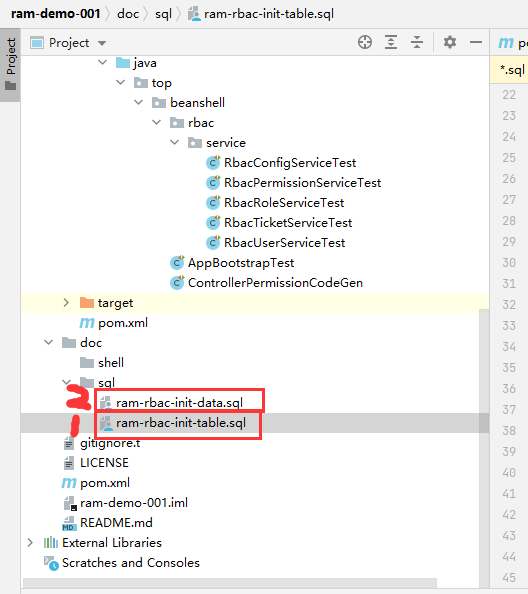 ram-demo-001 〉 doc 〉 sql 〉 ram-rbac-init-table.sql
Project
Project
java
top
beanshell
rbac
service
RbacConfigServiceTest
RbacPermissionServiceTest
RbacRoleServiceTest
RbacTicketServiceTest
RbacUserServiceTest
AppBootstrapTest
ControllerPermissionCodeGen
target
m pom.xml
doc
shell
sql
2 ram-rbac-init-data.sql
1 ram-rbac-init-table.sql
gitignore.t
LICENSE
m pom.xml
ram-demo-001.iml
MD README.md
External Libraries
Scratches and Consoles
m po
*.sql
22
23
24
25
26
27
28
29
30
31
32
33
34
35
36
37
38
39
40
41
42
43
44
45